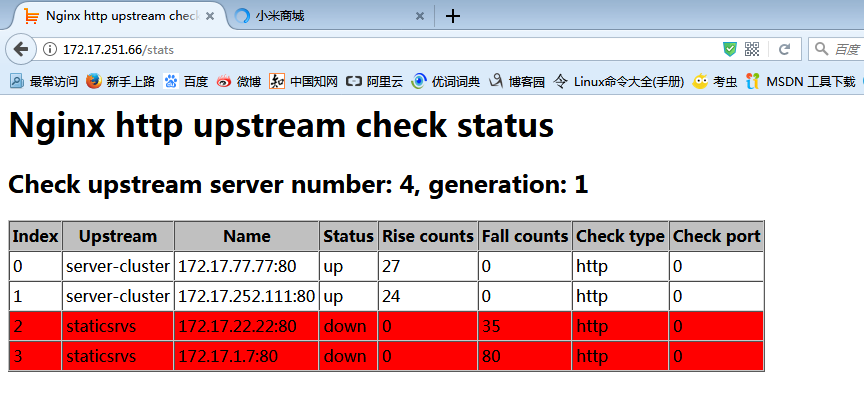 Nginx http upstream chec
小米商城
172.17.251.66/stats
百度
最常访问 新手上路 百度 微博 中国知网 阿里云 优词词典 博客园 Linux命令大全(手册) 考虫 MSDN 工具下载
Nginx http upstream check status
Check upstream server number: 4, generation: 1
Index Upstream Name Status Rise counts Fall counts Check type Check port
0 server-cluster 172.17.77.77:80 up 27 0 http 0
1 server-cluster 172.17.252.111:80 up 24 0 http 0
2 staticsrvs 172.17.22.22:80 down 0 35 http 0
3 staticsrvs 172.17.1.7:80 down 0 80 http 0